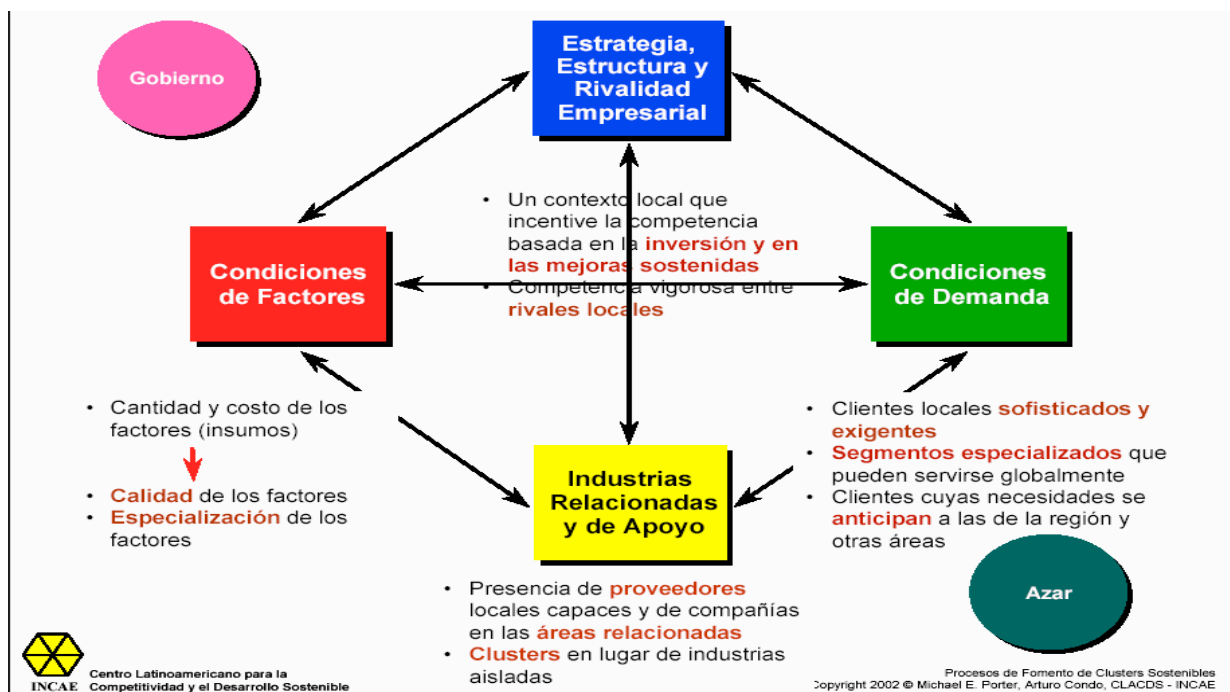 Gobierno
Estrategia,
Estructura y
Rivalidad
Empresarial
• Un contexto local que
incentive la competencia
basada en la inversión y en
las mejoras sostenidas
• Competencia vigorosa entre
rivales locales
Condiciones
de Factores
Condiciones
de Demanda
• Cantidad y costo de los
factores (insumos)
• Calidad de los factores
• Especialización de los
factores
Industrias
Relacionadas
y de Apoyo
• Clientes locales sofisticados y
exigentes
• Segmentos especializados que
pueden servirse globalmente
• Clientes cuyas necesidades se
anticipan a las de la región y
otras áreas
• Presencia de proveedores
locales capaces y de compañías
en las áreas relacionadas
• Clusters en lugar de industrias
aisladas
Azar
INCAE
Centro Latinoamericano para la
Competitividad y el Desarrollo Sostenible
Procesos de Fomento de Clusters Sostenibles
Copyright 2002 © Michael E. Porter, Arturo Condo, CLACDS - INCAE